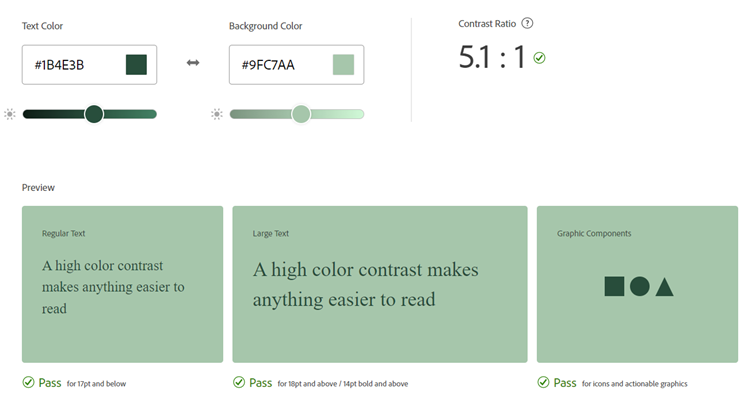 Text Color
Background Color
Contrast Ratio ?
#1B4E3B
#9FC7AA
5.1 : 1
Preview
Regular Text
A high color contrast
makes anything easier to
read
Large Text
A high color contrast makes
anything easier to read
Graphic Components
Pass for 17pt and below
Pass for 18pt and above / 14pt bold and above
Pass for icons and actionable graphics